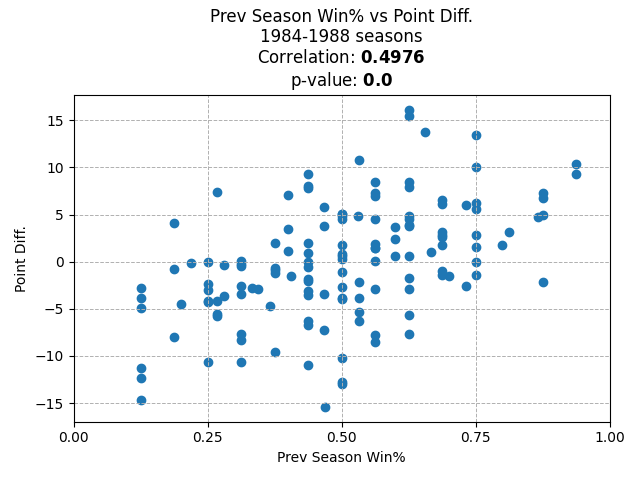 Prev Season Win% vs Point Diff.
1984-1988 seasons
Correlation: 0.4976
p-value: 0.0
Point Diff.
15
10
5
0
−5
−10
−15
0.00 0.25 0.50 0.75 1.00
Prev Season Win%